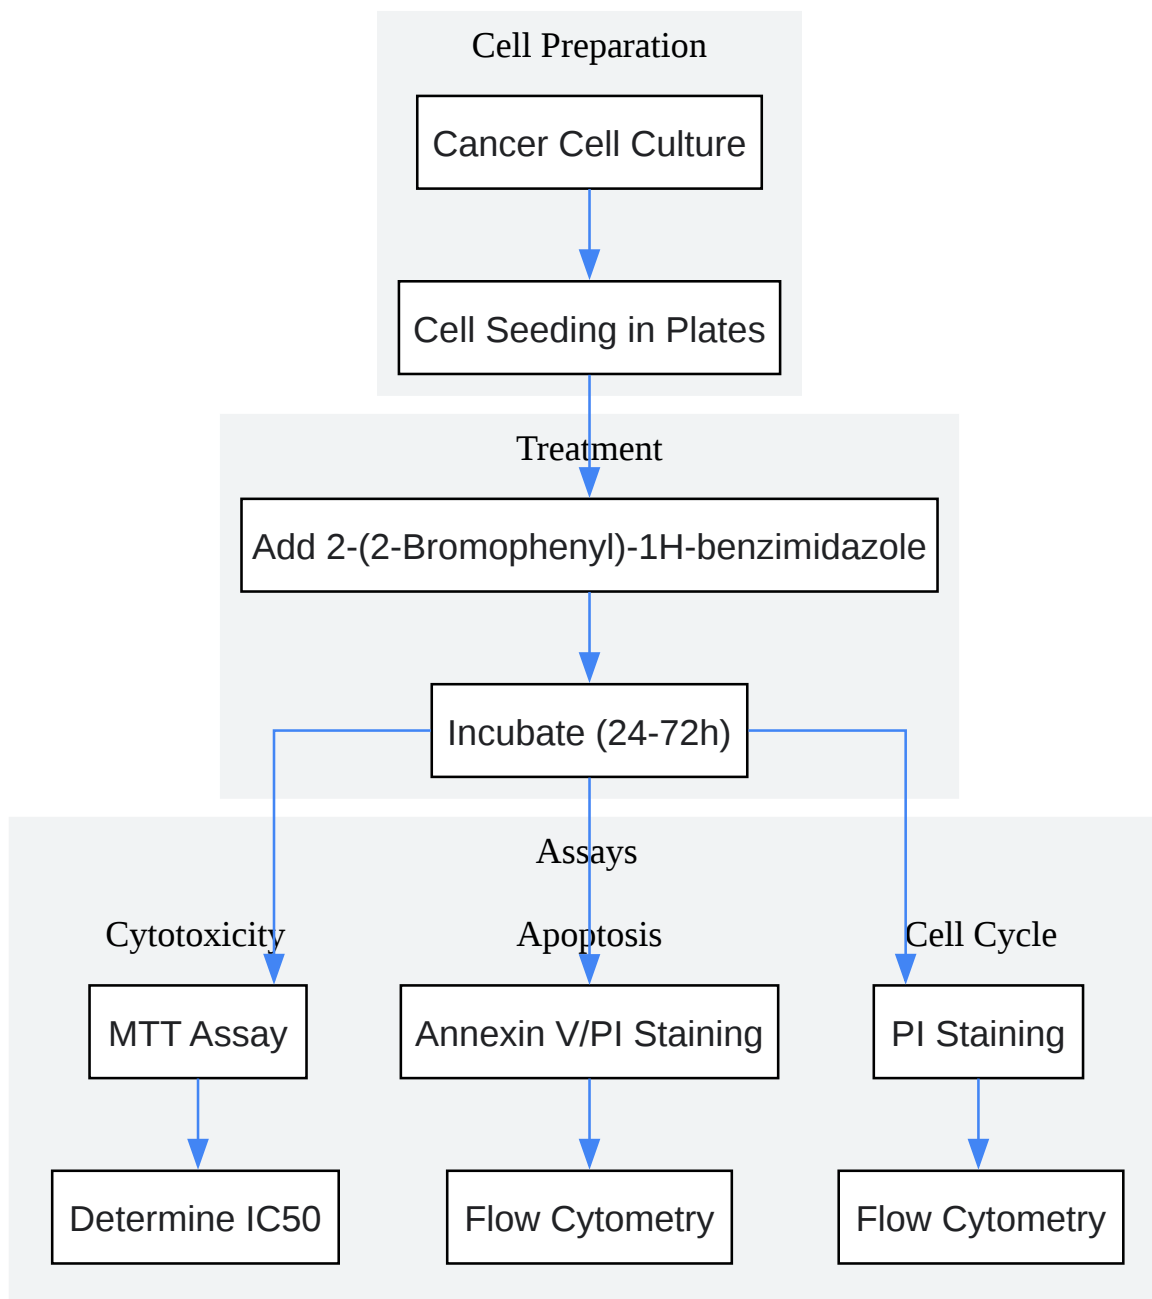 Cell Preparation
Cancer Cell Culture
Cell Seeding in Plates
Treatment
Add 2-(2-Bromophenyl)-1H-benzimidazole
Incubate (24-72h)
Assays
Cytotoxicity
Apoptosis
Cell Cycle
MTT Assay
Annexin V/PI Staining
PI Staining
Determine IC50
Flow Cytometry
Flow Cytometry